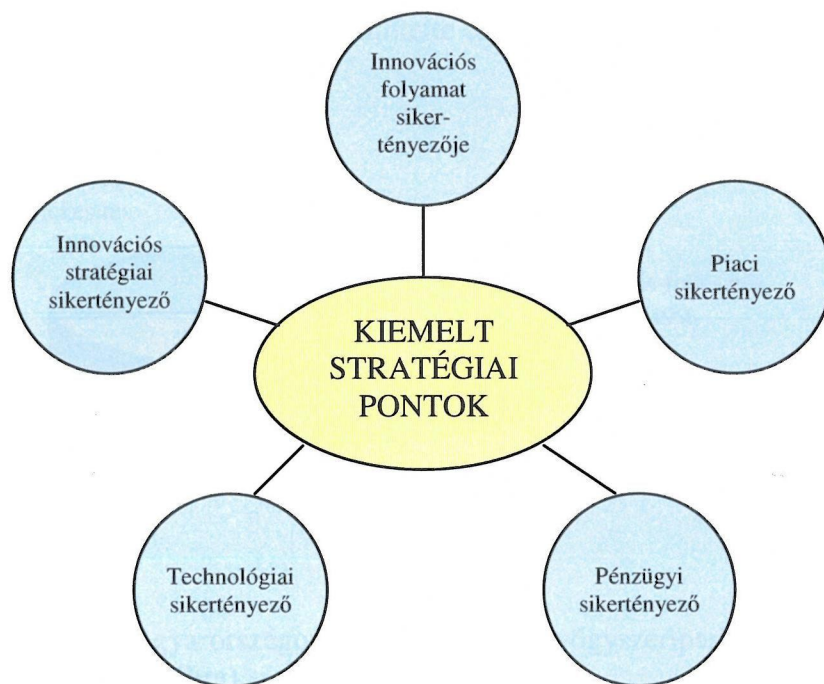 Innovációs
folyamat
siker-
tényezője
Innovációs
stratégiai
sikertényező
Piaci
sikertényező
KIEMELT
STRATÉGIAI
PONTOK
Technológiai
sikertényező
Pénzügyi
sikertényező